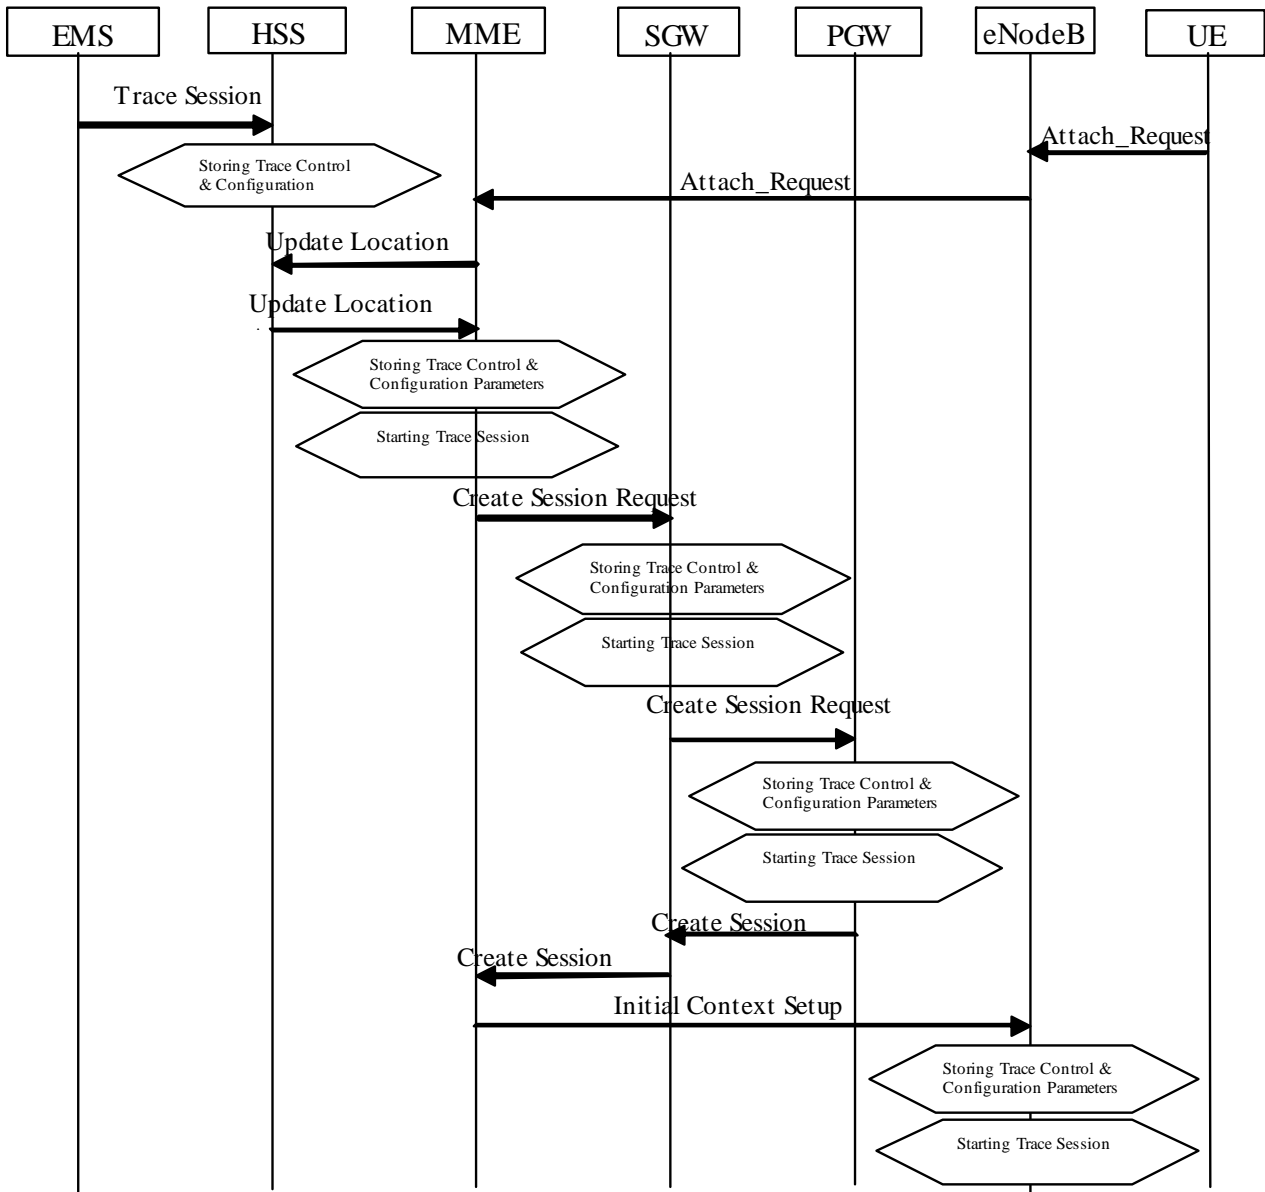 EMS
HSS
MME
SGW
PGW
eNodeB
UE
Trace Session
Attach_Request
Storing Trace Control
& Configuration
Attach_Request
Update Location
Update Location
Storing Trace Control &
Configuration Parameters
Starting Trace Session
Create Session Request
Storing Trace Control &
Configuration Parameters
Starting Trace Session
Create Session Request
Storing Trace Control &
Configuration Parameters
Starting Trace Session
Create Session
Create Session
Initial Context Setup
Storing Trace Control &
Configuration Parameters
Starting Trace Session